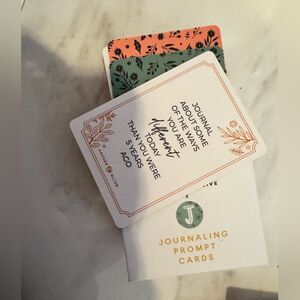 JOURNAL
ABOUT SOME
OF THE WAYS
YOU ARE
different
TODAY
THAN YOU WERE
5 YEARS
AGO
J
JOURNALING
PROMPT
CARDS